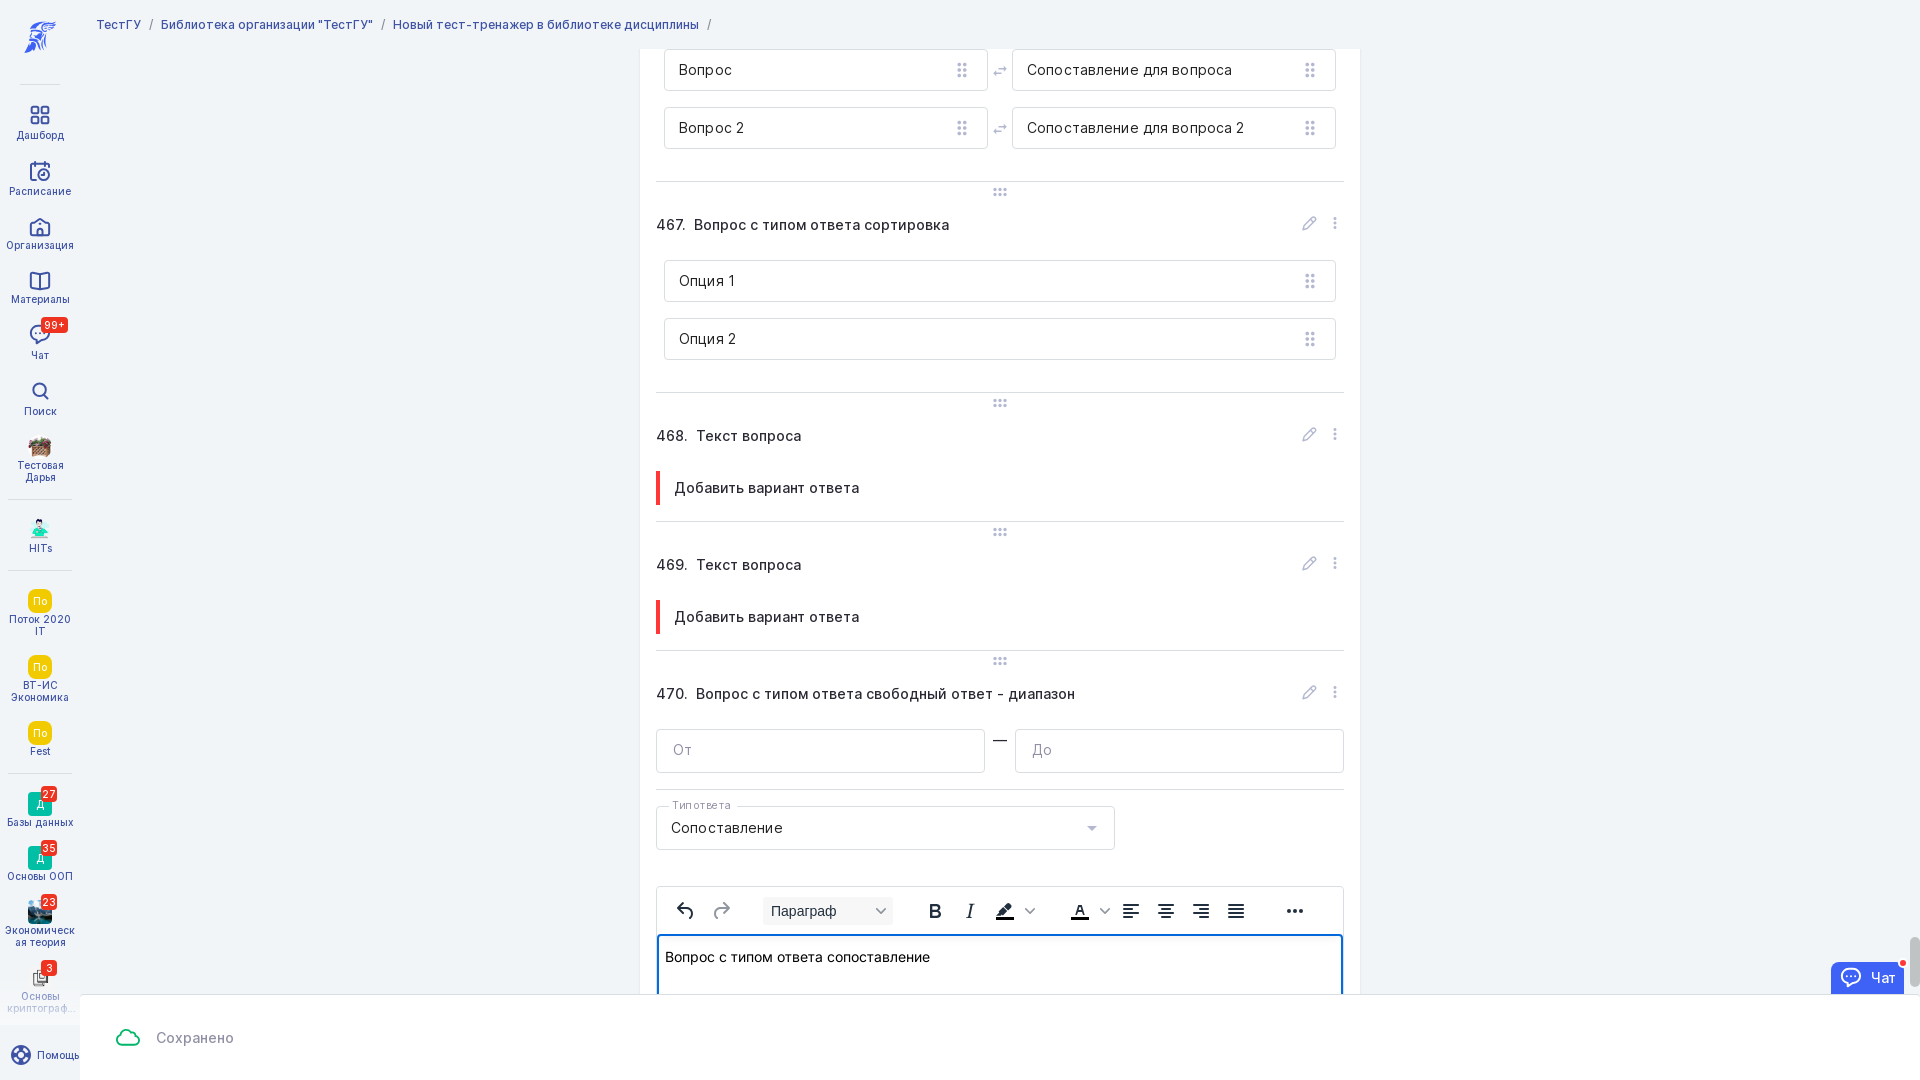 ТестГУ / Библиотека организации "ТестГУ" / Новый тест-тренажер в библиотеке дисциплины /
Дашборд
Расписание
Организация
Материалы
99+
Чат
Поиск
Тестовая
Дарья
HITs
По
Поток 2020
IT
По
ВТ-ИС
Экономика
По
Fest
27
Д
Базы данных
35
Д
Основы ООП
23
Экономическ
ая теория
3
Основы
криптограф...
Помощь
Вопрос
Сопоставление для вопроса
Вопрос 2
Сопоставление для вопроса 2
467. Вопрос с типом ответа сортировка
Опция 1
Опция 2
468. Текст вопроса
Добавить вариант ответа
469. Текст вопроса
Добавить вариант ответа
470. Вопрос с типом ответа свободный ответ - диапазон
От — До
Тип ответа
Сопоставление
Параграф
Вопрос с типом ответа сопоставление
Чат
Сохранено